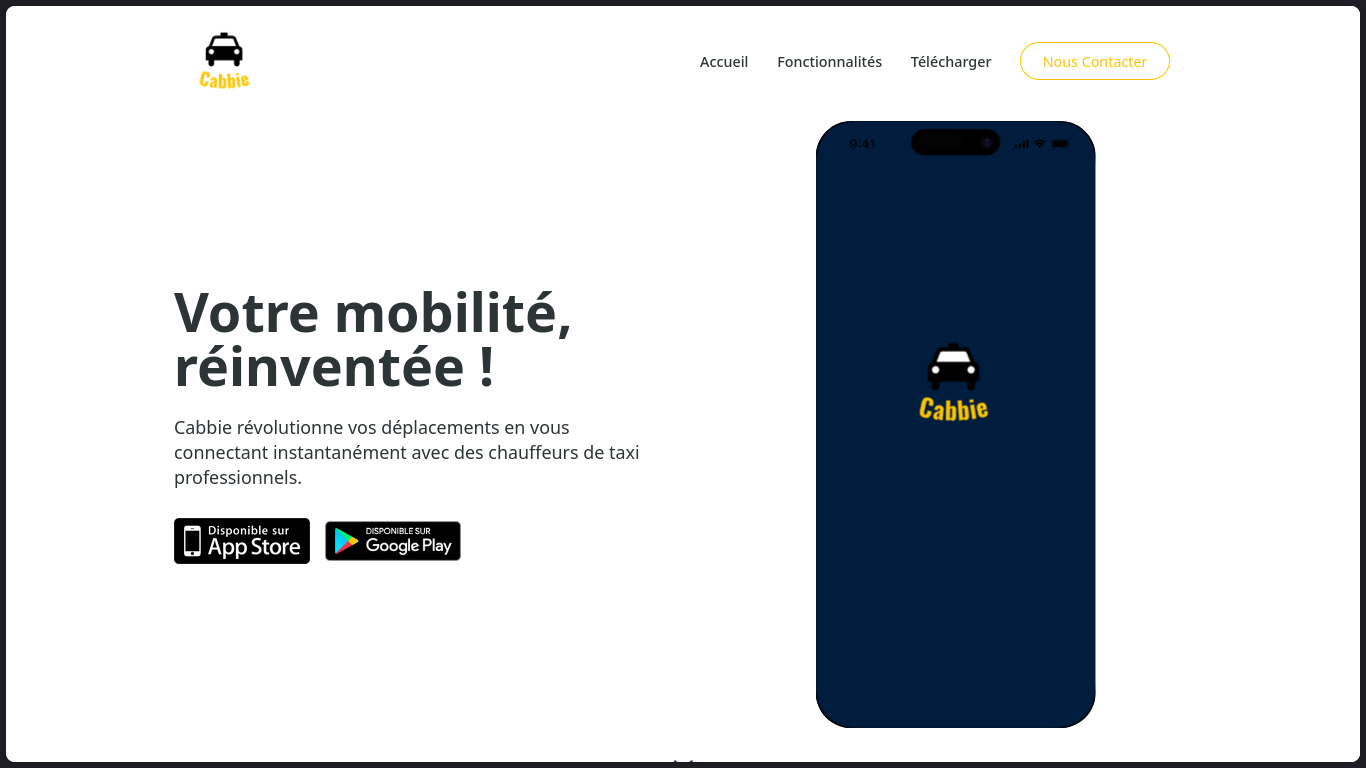 Cabbie
Accueil
Fonctionnalités
Télécharger
Nous Contacter
9:41
Votre mobilité,
réinventée !
Cabbie révolutionne vos déplacements en vous
connectant instantanément avec des chauffeurs de taxi
professionnels.
Disponible sur
App Store
DISPONIBLE SUR
Google Play
Cabbie